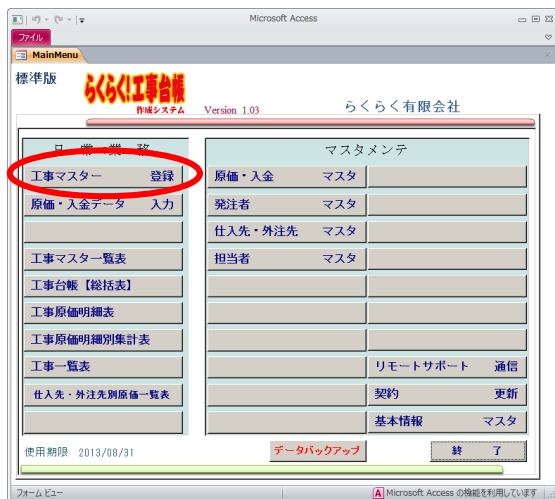 Microsoft Access
ファイル
MainMenu
標準版
らくらく!工事台帳
作成システム
Version 1.03
らくらく有限会社
日 常 業 務
マスタメンテ
工事マスター 登録
原価・入金 マスタ
原価・入金データ 入力
発注者 マスタ
仕入先・外注先 マスタ
工事マスター一覧表
担当者 マスタ
工事台帳【総括表】
工事原価明細表
工事原価明細別集計表
工事一覧表
リモートサポート 通信
仕入先・外注先別原価一覧表
契約 更新
基本情報 マスタ
使用期限 2013/08/31
データバックアップ
終 了
フォーム ビュー
Microsoft Access の機能を利用しています